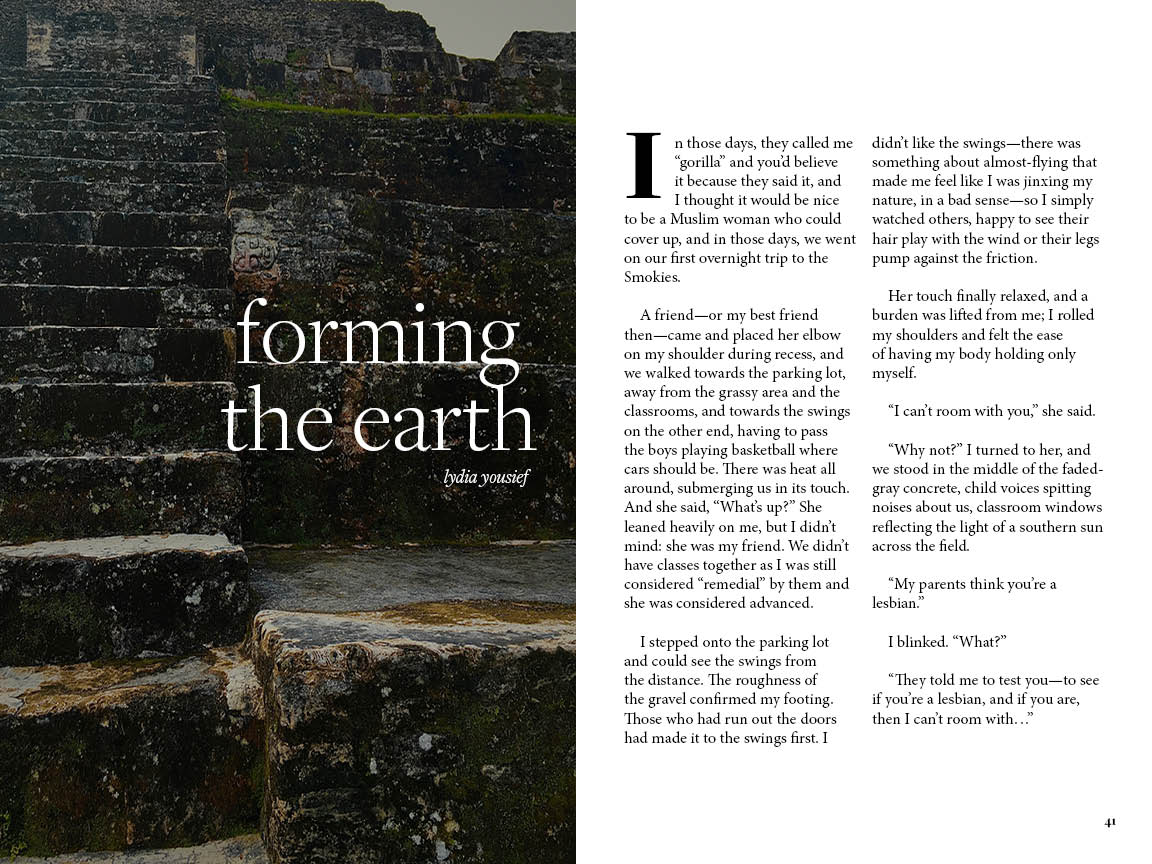 forming
the earth
lydia yousief
In those days, they called me
“gorilla” and you’d believe
it because they said it, and
I thought it would be nice
to be a Muslim woman who could
cover up, and in those days, we went
on our first overnight trip to the
Smokies.
A friend—or my best friend
then—came and placed her elbow
on my shoulder during recess, and
we walked towards the parking lot,
away from the grassy area and the
classrooms, and towards the swings
on the other end, having to pass
the boys playing basketball where
cars should be. There was heat all
around, submerging us in its touch.
And she said, “What’s up?” She
leaned heavily on me, but I didn’t
mind: she was my friend. We didn’t
have classes together as I was still
considered “remedial” by them and
she was considered advanced.
I stepped onto the parking lot
and could see the swings from
the distance. The roughness of
the gravel confirmed my footing.
Those who had run out the doors
had made it to the swings first. I
didn’t like the swings—there was
something about almost-flying that
made me feel like I was jinxing my
nature, in a bad sense—so I simply
watched others, happy to see their
hair play with the wind or their legs
pump against the friction.
Her touch finally relaxed, and a
burden was lifted from me; I rolled
my shoulders and felt the ease
of having my body holding only
myself.
“I can’t room with you,” she said.
“Why not?” I turned to her, and
we stood in the middle of the faded-
gray concrete, child voices spitting
noises about us, classroom windows
reflecting the light of a southern sun
across the field.
“My parents think you’re a
lesbian.”
I blinked. “What?”
“They told me to test you—to see
if you’re a lesbian, and if you are,
then I can’t room with…”
41